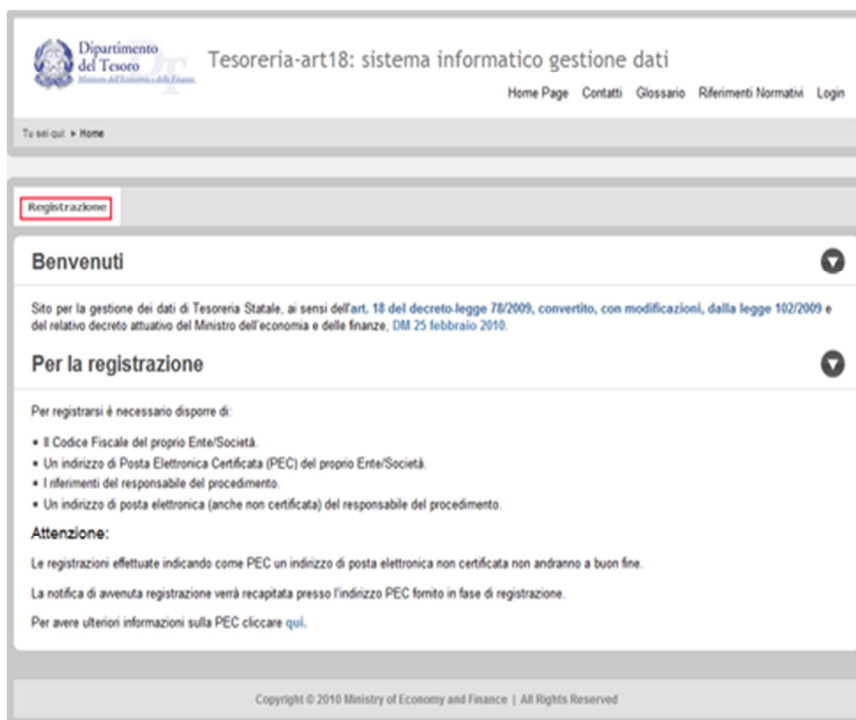 Dipartimento
del Tesoro
Ministero dell'Economia e delle Finanze
Tesoreria-art18: sistema informatico gestione dati
Home Page Contatti Glossario Riferimenti Normativi Login
Tu sei qui: Home
Registrazione
Benvenuti
Sito per la gestione dei dati di Tesoreria Statale, ai sensi dell'art. 18 del decreto-legge 78/2009, convertito, con modificazioni, dalla legge 102/2009 e
del relativo decreto attuativo del Ministro dell'economia e delle finanze, DM 25 febbraio 2010.
Per la registrazione
Per registrarsi è necessario disporre di:
▪ Il Codice Fiscale del proprio Ente/Società.
▪ Un indirizzo di Posta Elettronica Certificata (PEC) del proprio Ente/Società.
▪ I riferimenti del responsabile del procedimento.
▪ Un indirizzo di posta elettronica (anche non certificata) del responsabile del procedimento.
Attenzione:
Le registrazioni effettuate indicando come PEC un indirizzo di posta elettronica non certificata non andranno a buon fine.
La notifica di avvenuta registrazione verrà recapitata presso l'indirizzo PEC fornito in fase di registrazione.
Per avere ulteriori informazioni sulla PEC cliccare qui.
Copyright © 2010 Ministry of Economy and Finance | All Rights Reserved